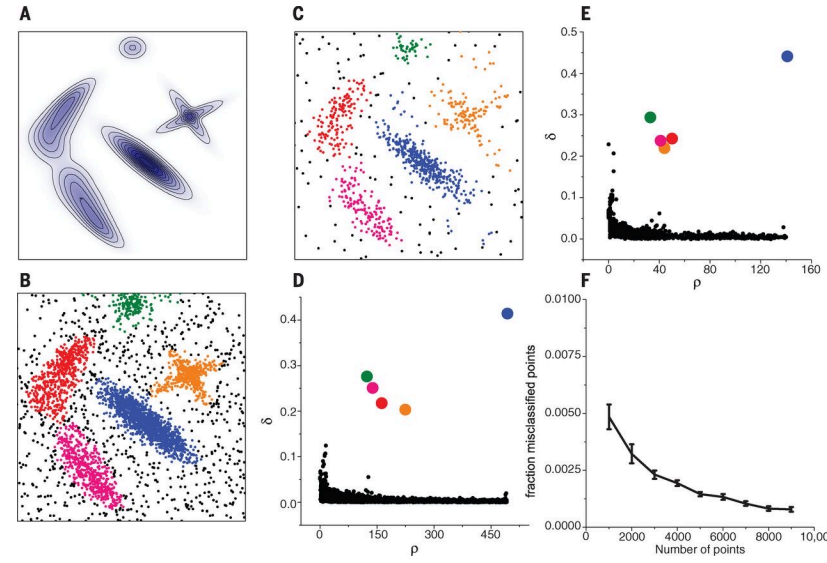 A
B
C
D
0.4
0.3
0.2
0.1
0.0
δ
0
150
300
450
ρ
E
0.5
0.4
0.3
0.2
0.1
0.0
δ
0
40
80
120
160
ρ
F
0.0100
0.0075
0.0050
0.0025
0.0000
fraction misclassified points
0
2000
4000
6000
8000
10,00
Number of points